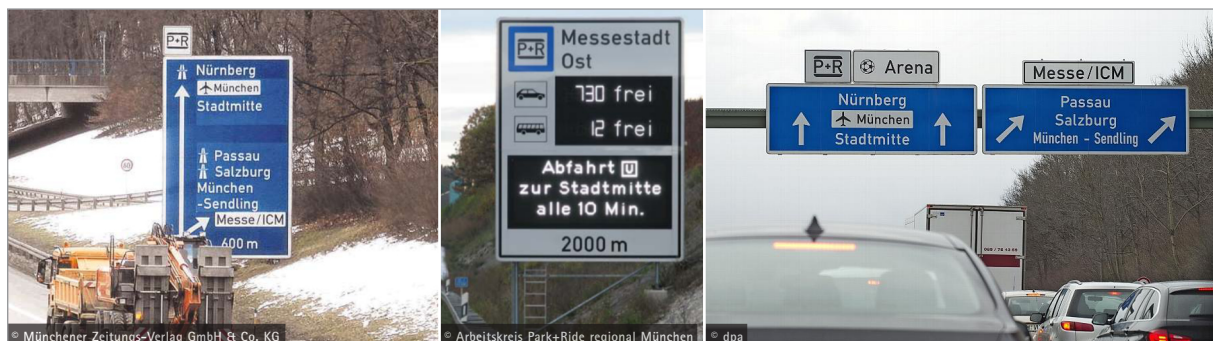 P+R
Nürnberg
München
Stadtmitte
Passau
Salzburg
München
-Sendling
Messe/ICM
600 m
60
© Münchener Zeitungs-Verlag GmbH & Co. KG
P+R Messestadt
Ost
730 frei
12 frei
Abfahrt U
zur Stadtmitte
alle 10 Min.
2000 m
© Arbeitskreis Park+Ride regional München
P+R Arena
Nürnberg
München
Stadtmitte
Messe/ICM
Passau
Salzburg
München - Sendling
© dpa